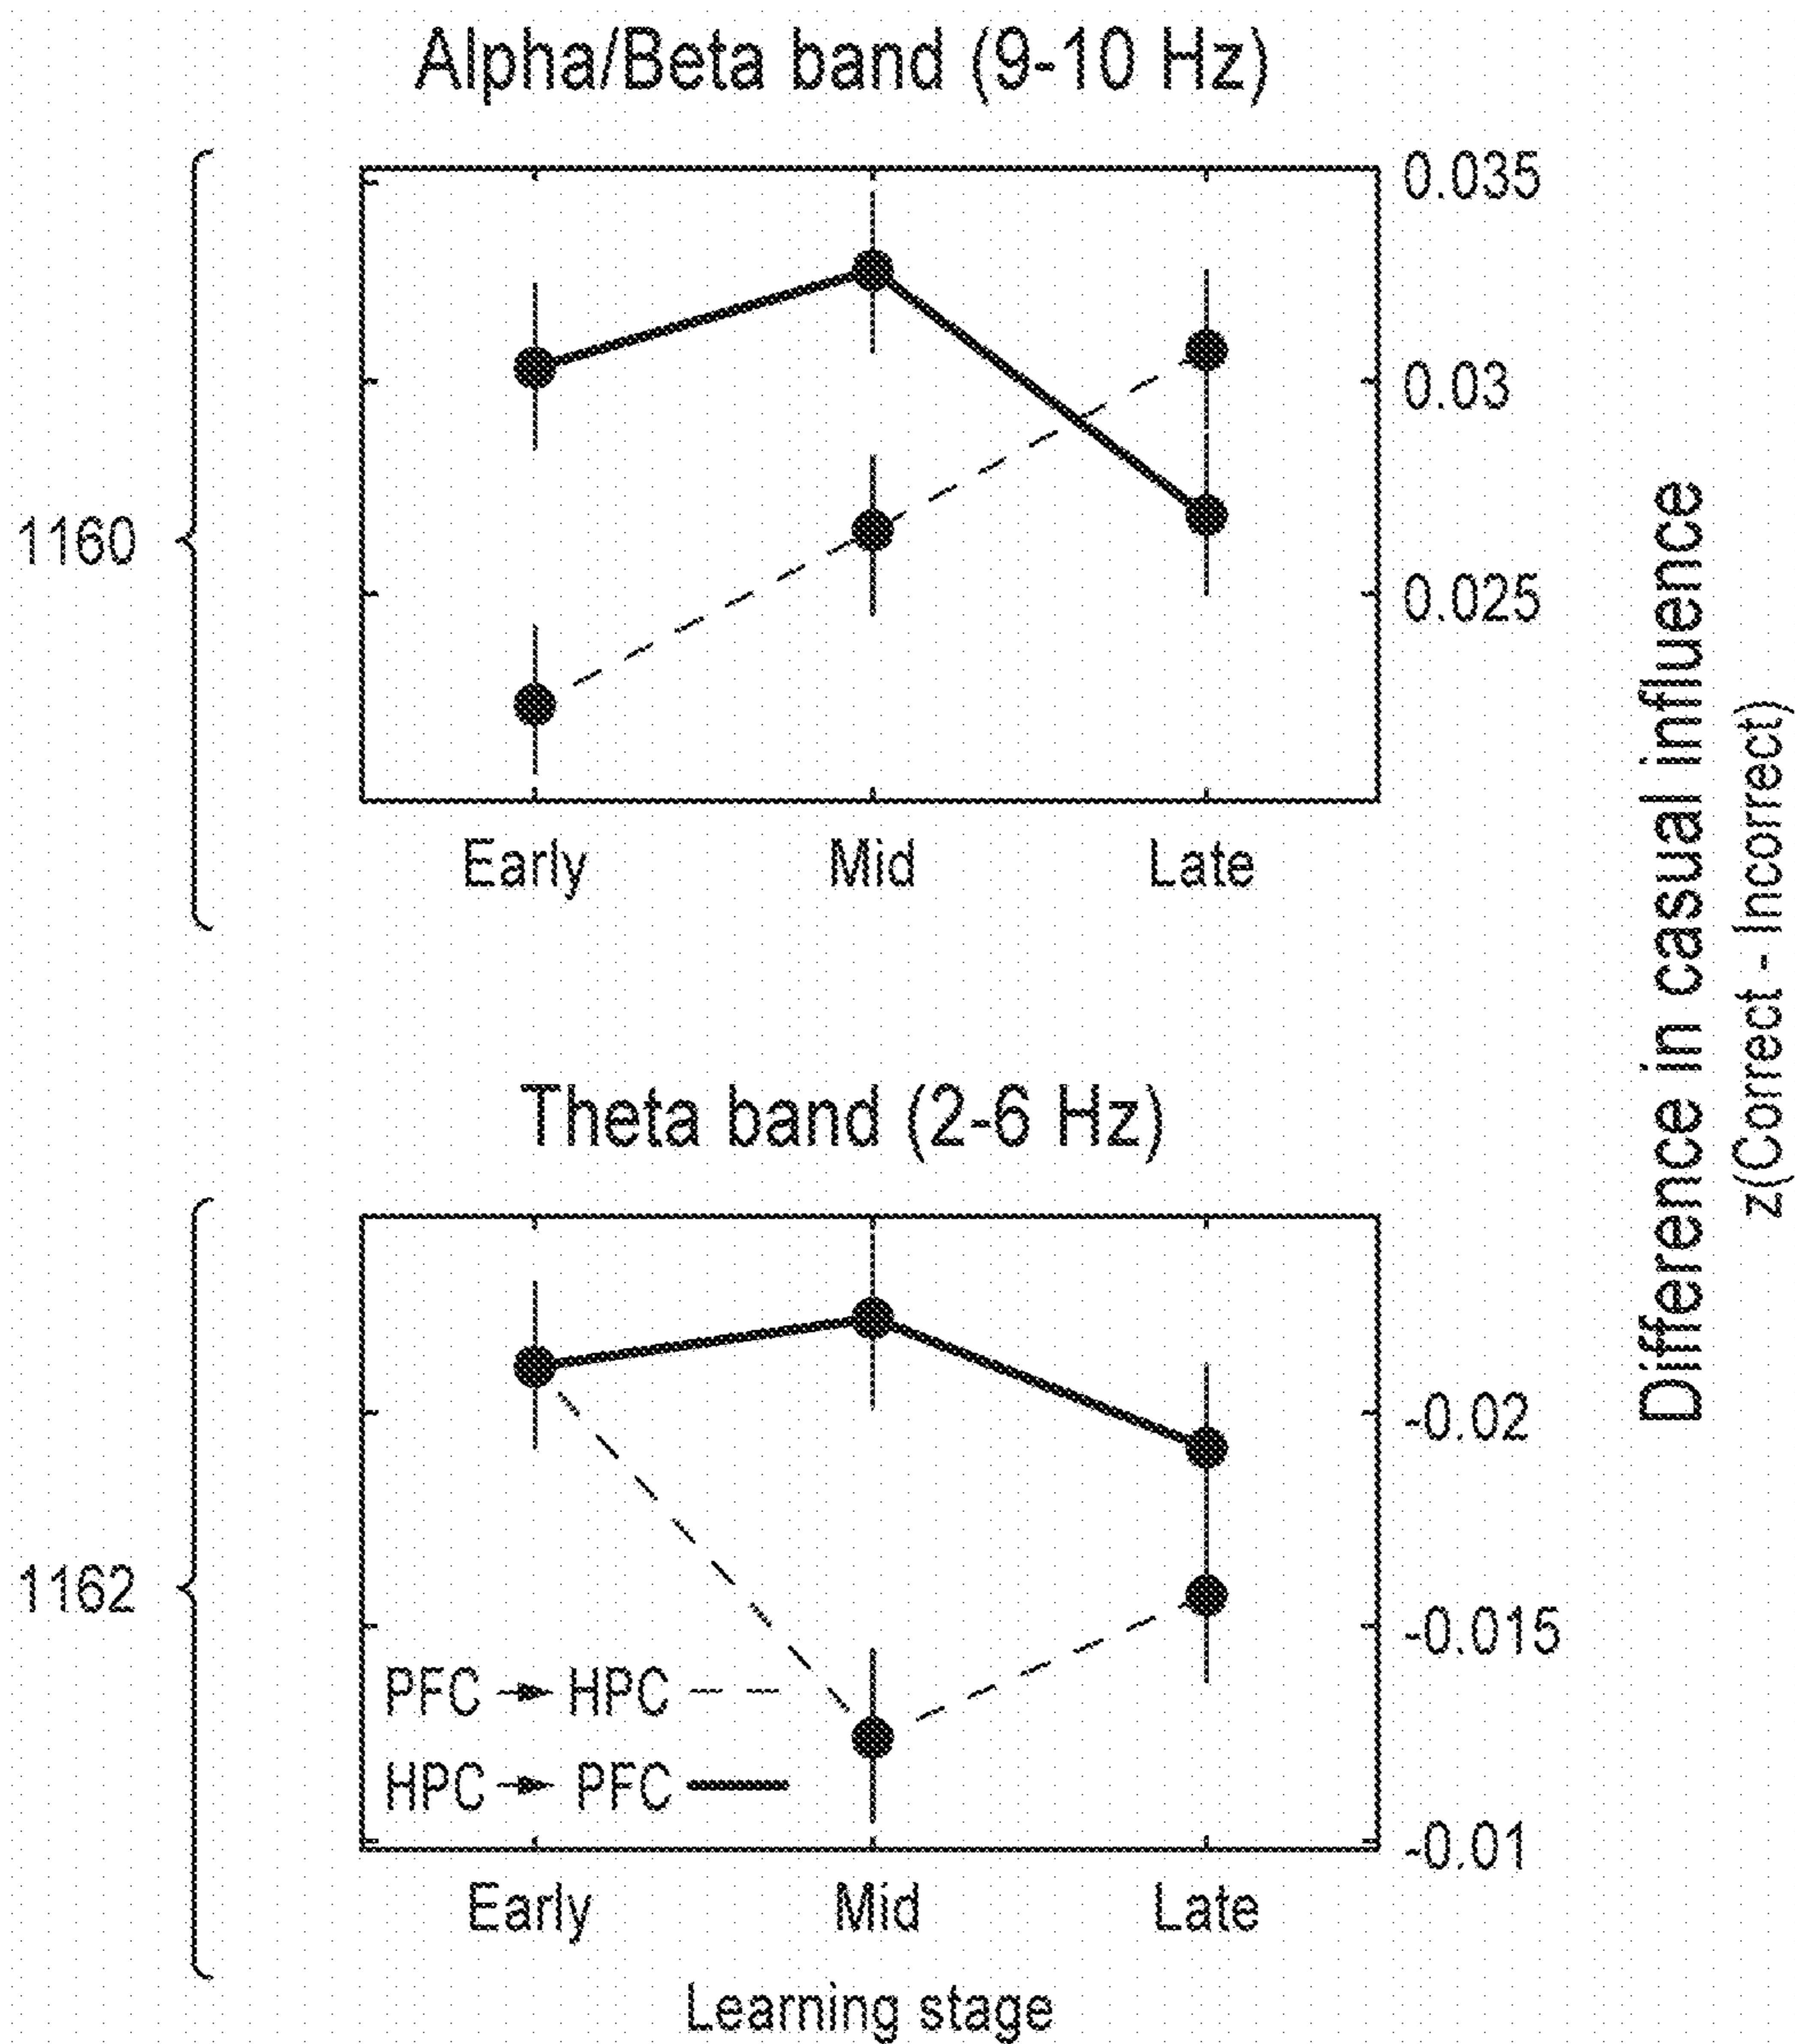 Alpha/Beta band (9-10 Hz)
1160
0.035
0.03
0.025
Early Mid Late
Difference in casual influence
z(Correct - Incorrect)
Theta band (2-6 Hz)
1162
-0.02
-0.015
-0.01
PFC → HPC
HPC → PFC
Early Mid Late
Learning stage